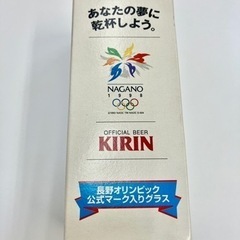 あなたの夢に
乾杯しよう。
NAGANO
1998
OFFICIAL BEER
KIRIN
長野オリンピック
公式マーク入りグラス